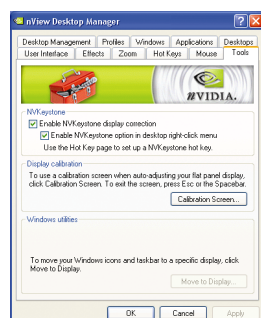 nView Desktop Manager
Desktop Management Profiles Windows Applications Desktops
User Interface Effects Zoom Hot Keys Mouse Tools
NVIDIA.
NVKeystone
Enable NVKeystone display correction
Enable NVKeystone option in desktop right-click menu
Use the Hot Key page to set up a NVKeystone hot key.
Display calibration
To use a calibration screen when auto-adjusting your flat panel display,
click Calibration Screen. To exit the screen, press Esc or the Spacebar.
Calibration Screen...
Windows utilities
To move your Windows icons and taskbar to a specific display, click
Move to Display.
Move to Display...
OK Cancel Apply